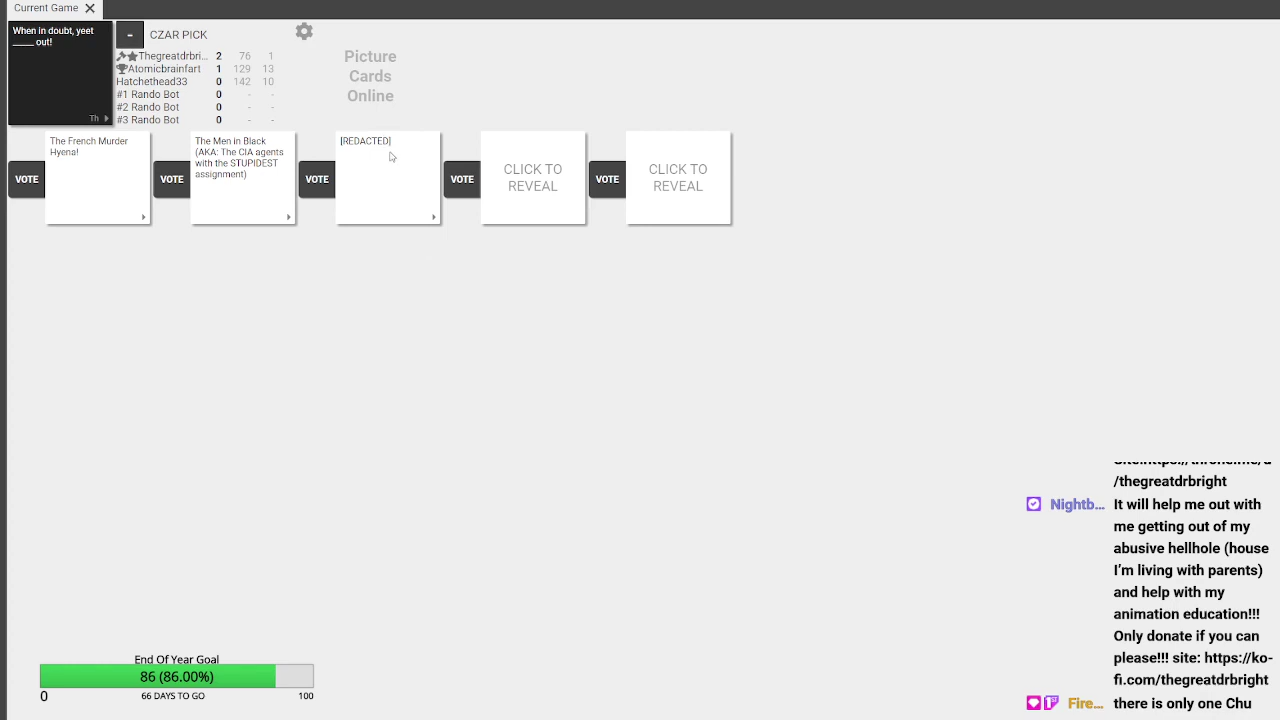 Current Game
When in doubt, yeet
____ out!
Th
-
CZAR PICK
Thegreatdrbri... 2 76 1
Atomicbrainfart 1 129 13
Hatchethead33 0 142 10
#1 Rando Bot 0 - -
#2 Rando Bot 0 - -
#3 Rando Bot 0 - -
Picture
Cards
Online
VOTE
The French Murder
Hyena!
VOTE
The Men in Black
(AKA: The CIA agents
with the STUPIDEST
assignment)
VOTE
[REDACTED]
VOTE
CLICK TO
REVEAL
VOTE
CLICK TO
REVEAL
/thegreatdrbright
Nightb... It will help me out with
me getting out of my
abusive hellhole (house
I'm living with parents)
and help with my
animation education!!!
Only donate if you can
please!!! site: https://ko-
fi.com/thegreatdrbright
Fire... there is only one Chu
End Of Year Goal
86 (86.00%)
0 66 DAYS TO GO 100